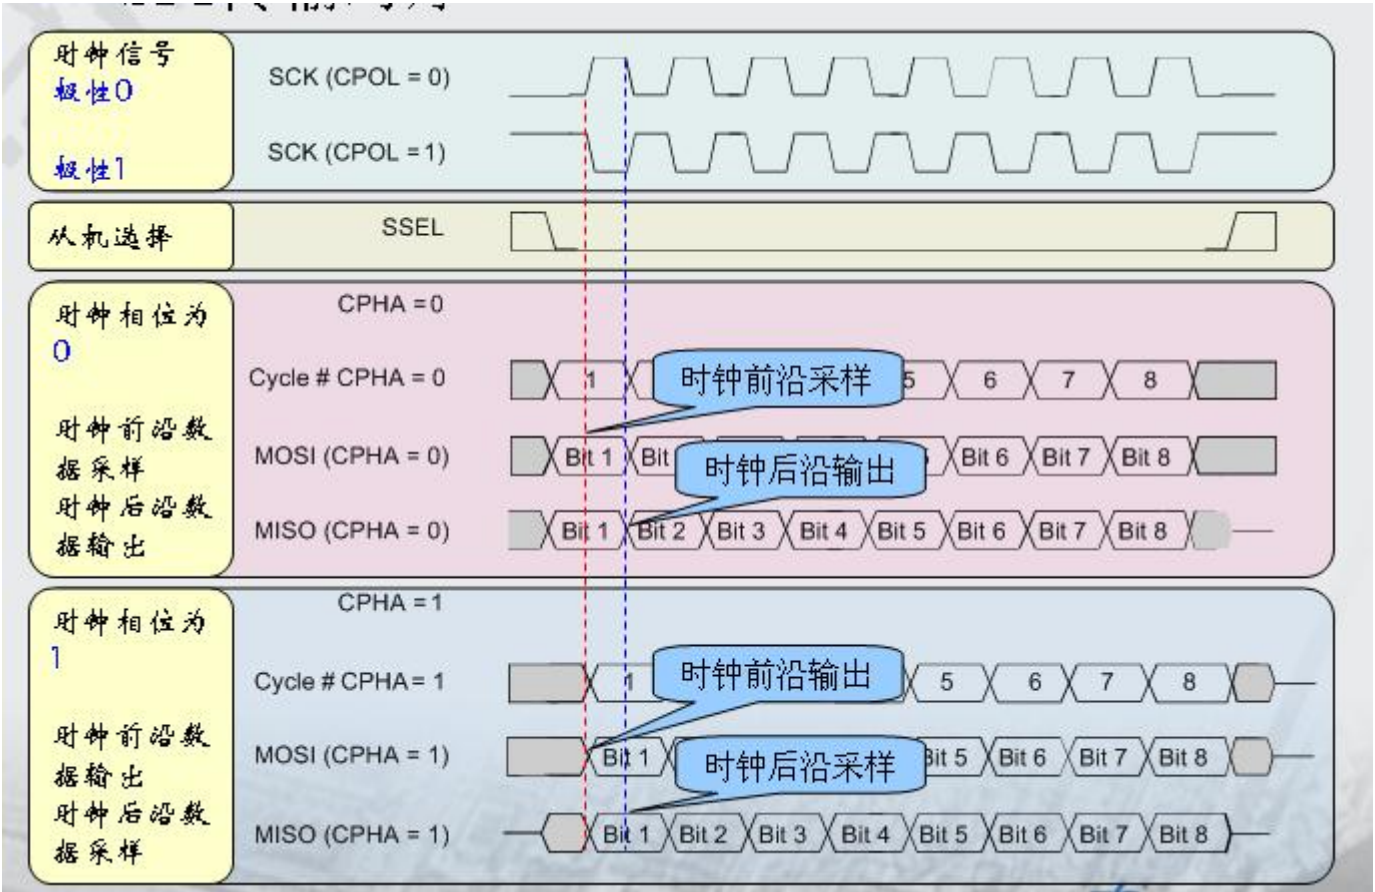 时钟信号
极性0
SCK (CPOL = 0)
极性1
SCK (CPOL = 1)
从机选择
SSEL
时钟相位为
0
时钟前沿数
据采样
时钟后沿数
据输出
CPHA = 0
Cycle # CPHA = 0
1
5
6
7
8
时钟前沿采样
MOSI (CPHA = 0)
Bit 1
Bit
Bit 6
Bit 7
Bit 8
时钟后沿输出
MISO (CPHA = 0)
Bit 1
Bit 2
Bit 3
Bit 4
Bit 5
Bit 6
Bit 7
Bit 8
时钟相位为
1
时钟前沿数
据输出
时钟后沿数
据采样
CPHA = 1
Cycle # CPHA = 1
1
5
6
7
8
时钟前沿输出
MOSI (CPHA = 1)
Bit 1
Bit 5
Bit 6
Bit 7
Bit 8
时钟后沿采样
MISO (CPHA = 1)
Bit 1
Bit 2
Bit 3
Bit 4
Bit 5
Bit 6
Bit 7
Bit 8